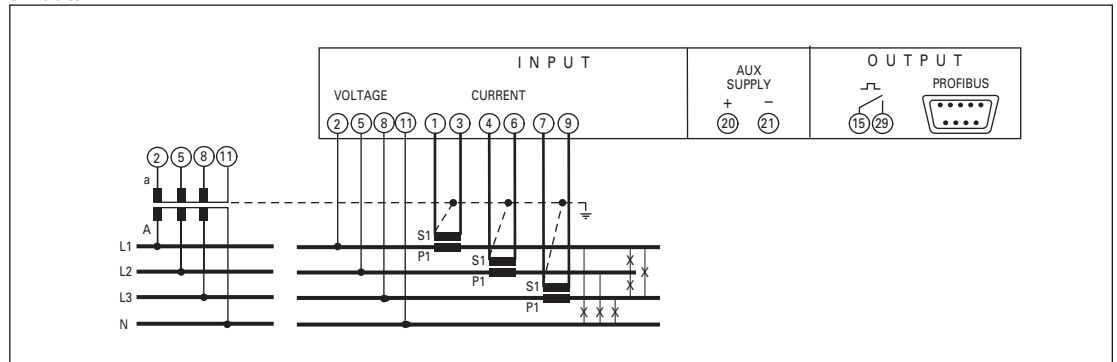 INPUT
OUTPUT
AUX
SUPPLY
PROFIBUS
VOLTAGE
CURRENT
+ −
2 5 8 11 1 3 4 6 7 9
20 21
15 29
2 5 8 11
a
A
S1
P1
S1
P1
S1
P1
L1
L2
L3
N
X X
X
X X X